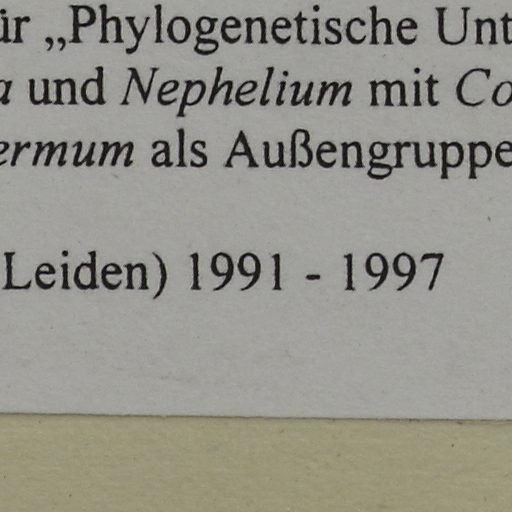 ür „Phylogenetische Unt
a und Nephelium mit Co
ermum als Außengruppe
Leiden) 1991 - 1997